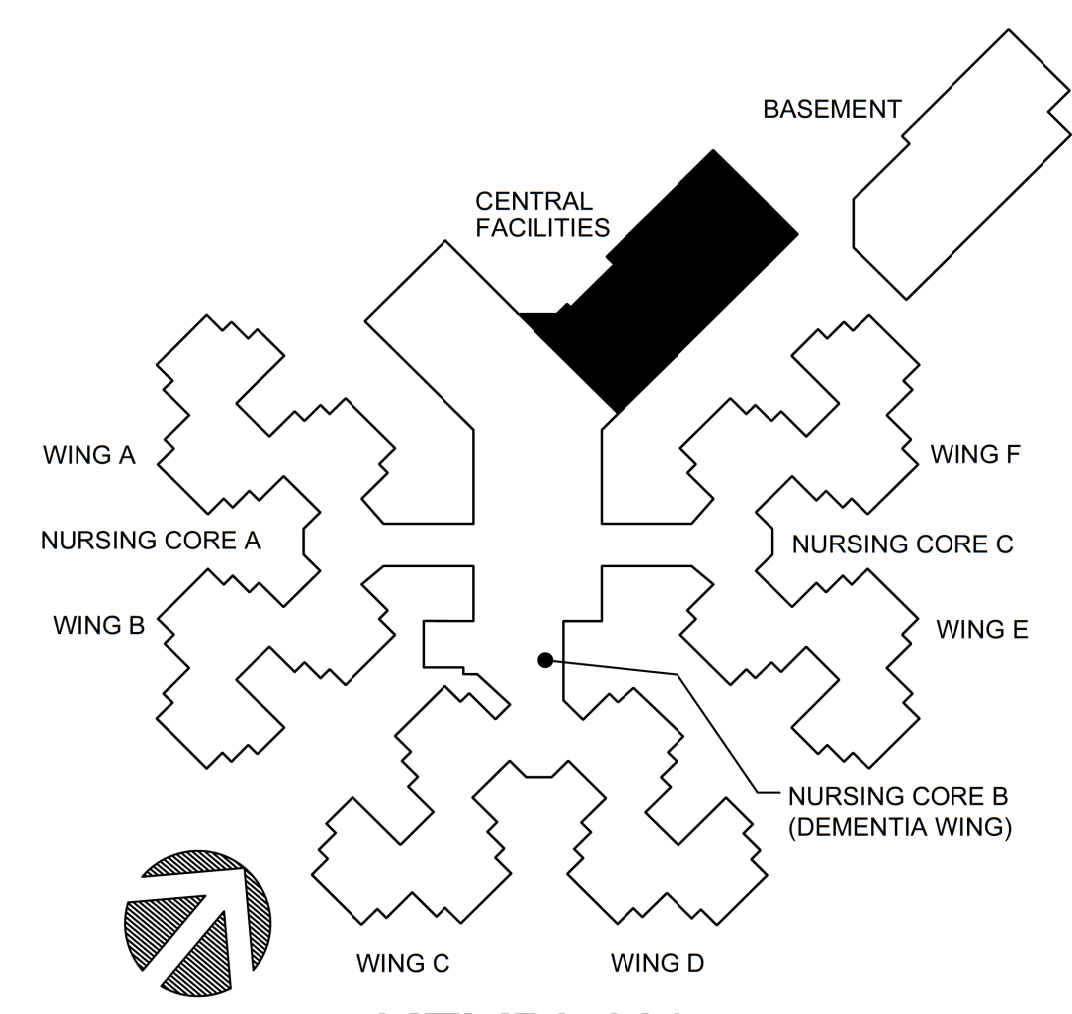 BASEMENT
CENTRAL
FACILITIES
WING A
WING F
NURSING CORE A
NURSING CORE C
WING B
WING E
NURSING CORE B
(DEMENTIA WING)
WING C
WING D